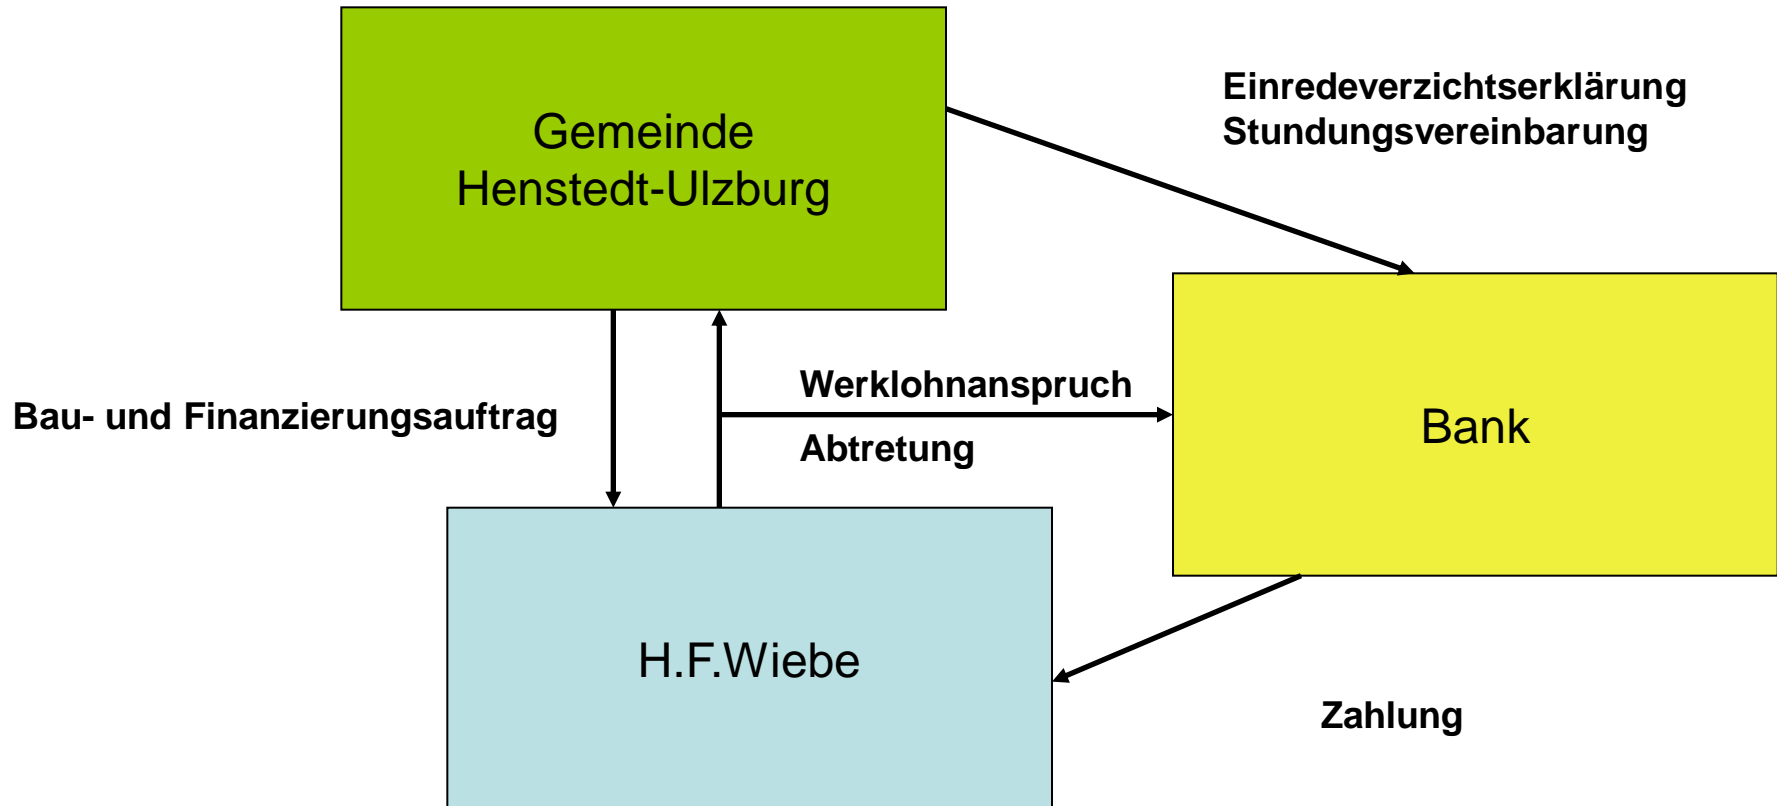 Gemeinde
Henstedt-Ulzburg
Einredeverzichtserklärung
Stundungsvereinbarung
Bau- und Finanzierungsauftrag
Werklohnanspruch
Abtretung
Bank
H.F.Wiebe
Zahlung